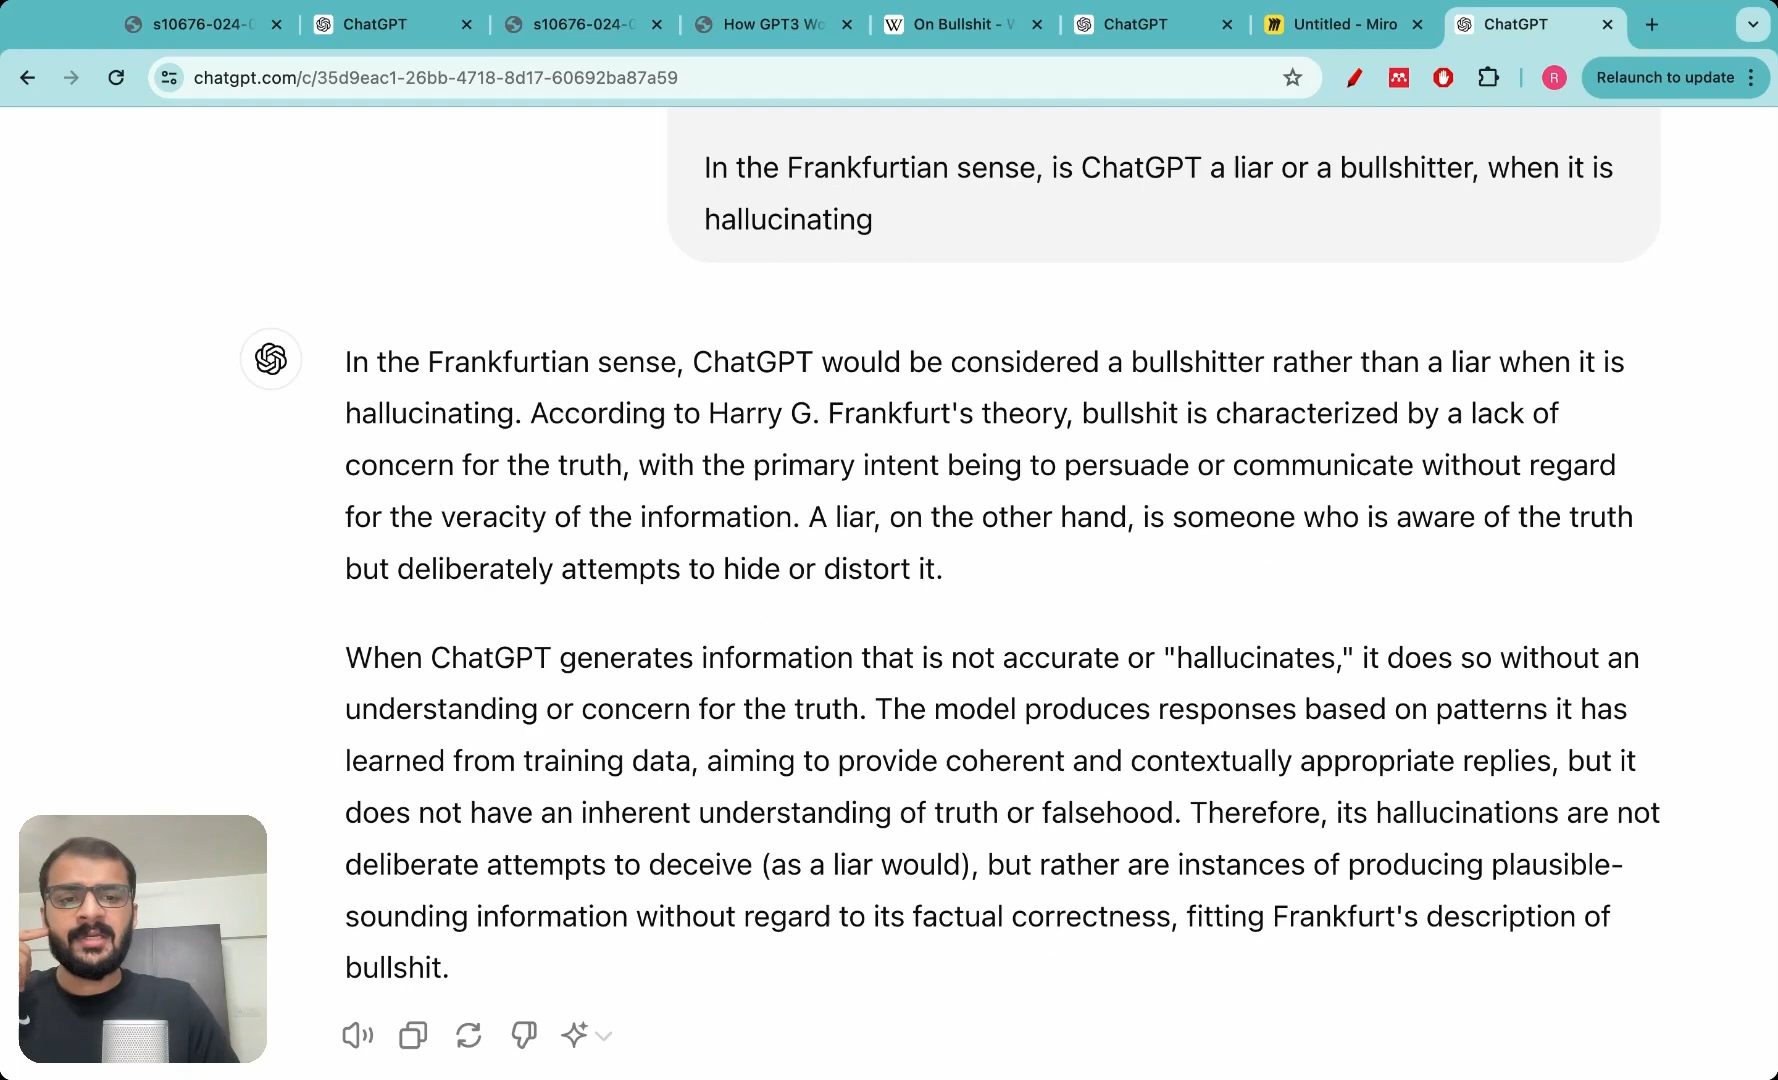 s10676-024-
ChatGPT
s10676-024-
How GPT3 Wo
On Bullshit - W
ChatGPT
Untitled - Miro
ChatGPT
chatgpt.com/c/35d9eac1-26bb-4718-8d17-60692ba87a59
R
Relaunch to update
In the Frankfurtian sense, is ChatGPT a liar or a bullshitter, when it is
hallucinating
In the Frankfurtian sense, ChatGPT would be considered a bullshitter rather than a liar when it is
hallucinating. According to Harry G. Frankfurt's theory, bullshit is characterized by a lack of
concern for the truth, with the primary intent being to persuade or communicate without regard
for the veracity of the information. A liar, on the other hand, is someone who is aware of the truth
but deliberately attempts to hide or distort it.
When ChatGPT generates information that is not accurate or "hallucinates," it does so without an
understanding or concern for the truth. The model produces responses based on patterns it has
learned from training data, aiming to provide coherent and contextually appropriate replies, but it
does not have an inherent understanding of truth or falsehood. Therefore, its hallucinations are not
deliberate attempts to deceive (as a liar would), but rather are instances of producing plausible-
sounding information without regard to its factual correctness, fitting Frankfurt's description of
bullshit.